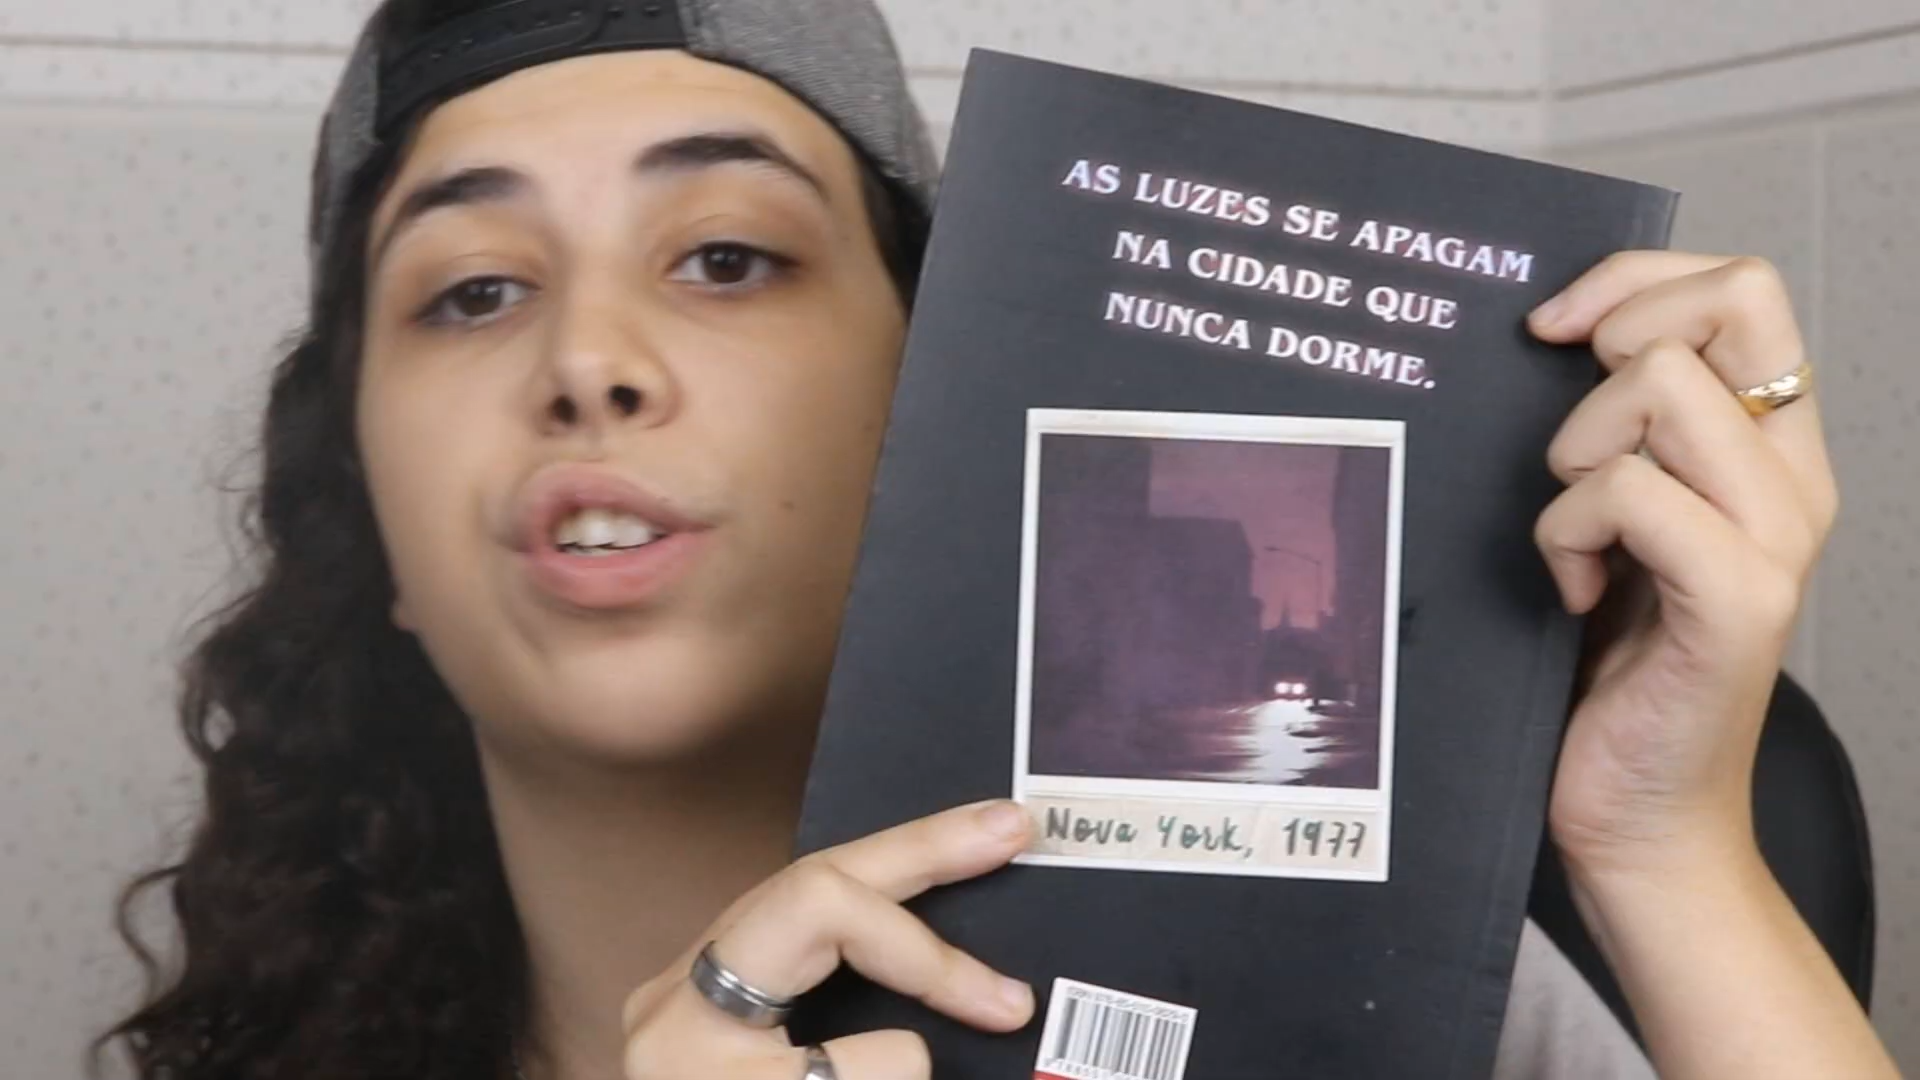 AS LUZES SE APAGAM
NA CIDADE QUE
NUNCA DORME.
Nova York, 1977